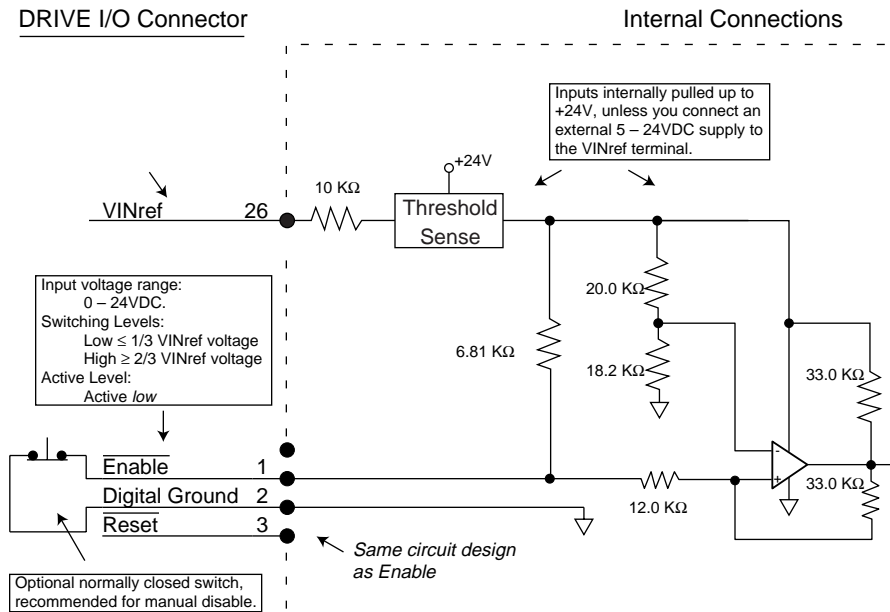 DRIVE I/O Connector
Internal Connections
Inputs internally pulled up to
+24V, unless you connect an
external 5 – 24VDC supply to
the VINref terminal.
+24V
10 KΩ
VINref 26
Threshold
Sense
Input voltage range:
0 – 24VDC.
Switching Levels:
Low ≤ 1/3 VINref voltage
High ≥ 2/3 VINref voltage
Active Level:
Active low
20.0 KΩ
6.81 KΩ
18.2 KΩ
33.0 KΩ
-
+
Enable 1
33.0 KΩ
Digital Ground 2
12.0 KΩ
Reset 3
Same circuit design
as Enable
Optional normally closed switch,
recommended for manual disable.